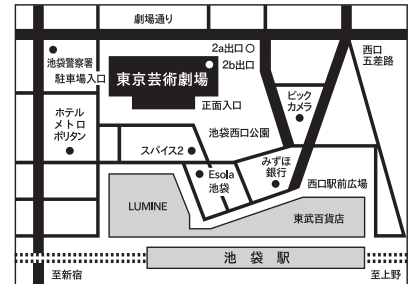 劇場通り
2a出口
2b出口
西口
五差路
池袋警察署
駐車場入口
東京芸術劇場
正面入口
ビック
カメラ
ホテル
メトロ
ポリタン
池袋西口公園
スパイス2
みずほ
銀行
Esola
池袋
西口駅前広場
LUMINE
東武百貨店
池袋駅
至新宿
至上野